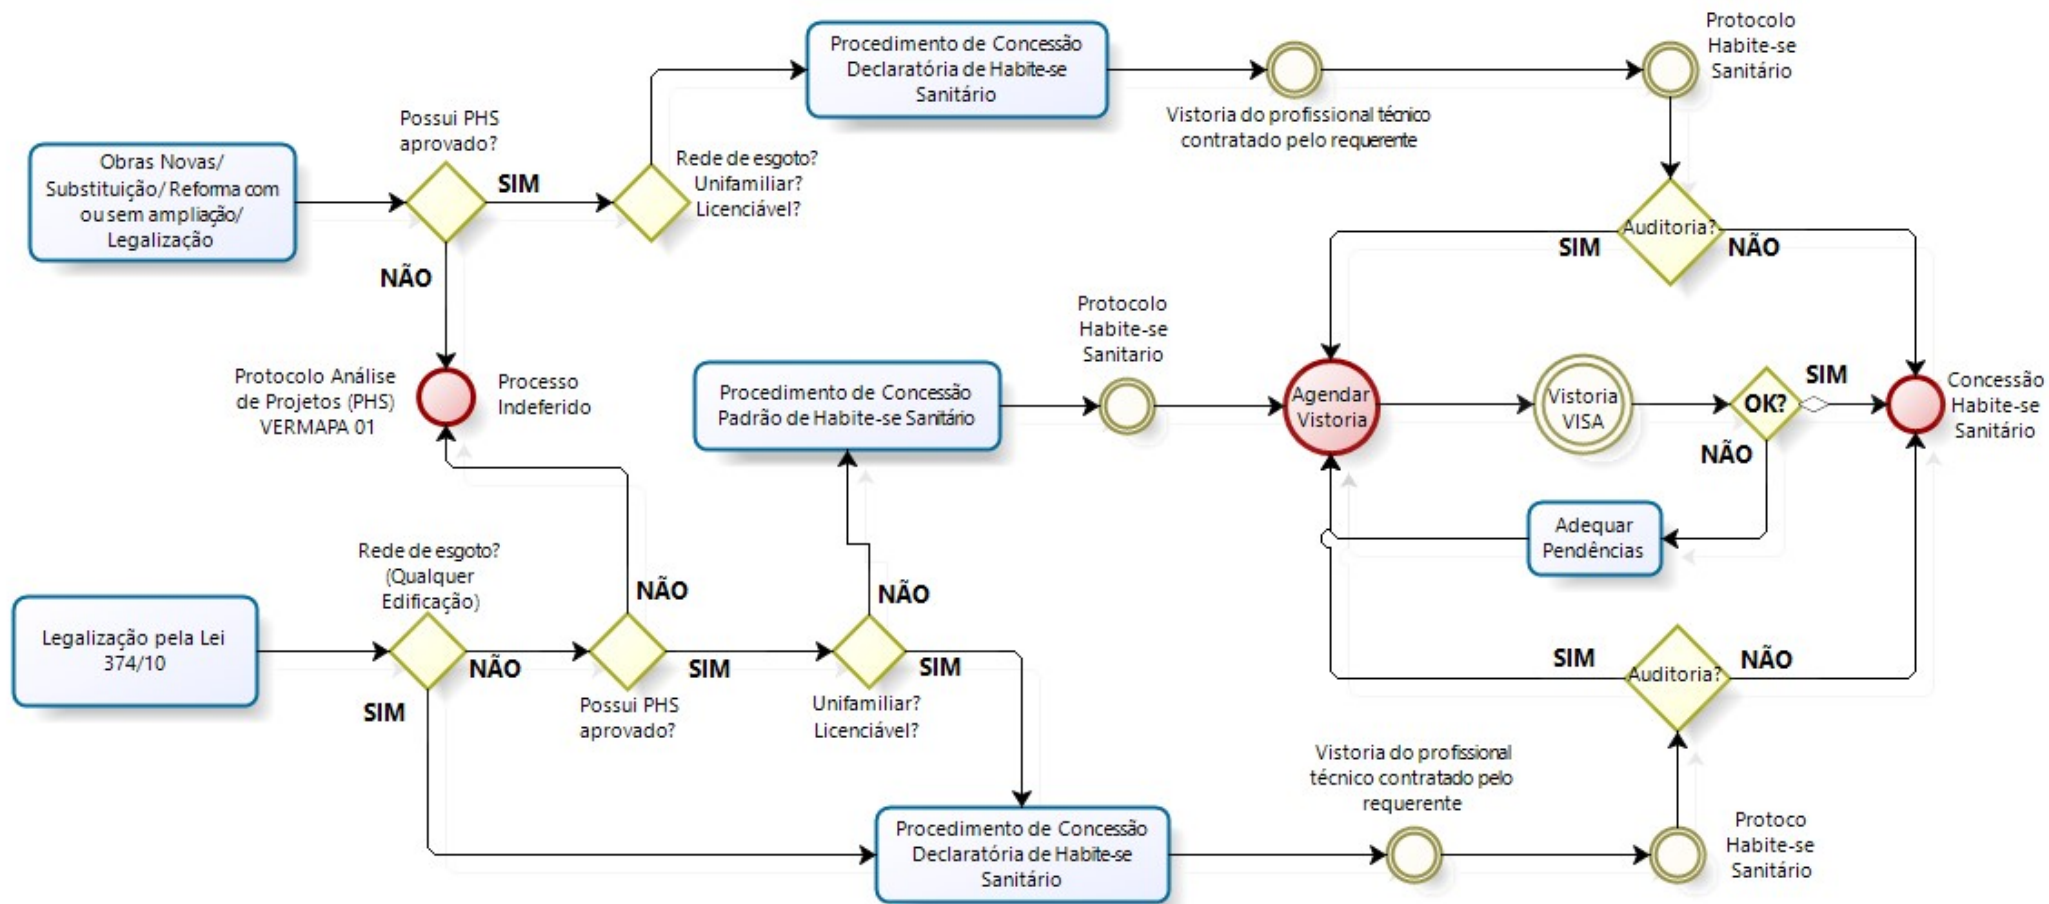 Protocolo
Habite-se
Sanitário
Procedimento de Concessão
Declaratória de Habite-se
Sanitário
Vistoria do profissional técnico
contratado pelo requerente
Possui PHS
aprovado?
Obras Novas/
Substituição/ Reforma com
ou sem ampliação/
Legalização
SIM
Rede de esgoto?
Unifamiliar?
Licenciável?
NÃO
Auditoria?
SIM
NÃO
Protocolo Análise
de Projetos (PHS)
VERMAPA 01
Processo
Indeferido
Procedimento de Concessão
Padrão de Habite-se Sanitário
Protocolo
Habite-se
Sanitario
Agendar
Vistoria
Vistoria
VISA
OK?
SIM
NÃO
Concessão
Habite-se
Sanitário
Adequar
Pendências
Legalização pela Lei
374/10
Rede de esgoto?
(Qualquer
Edificação)
NÃO
SIM
Possui PHS
aprovado?
NÃO
SIM
Unifamiliar?
Licenciável?
NÃO
SIM
Procedimento de Concessão
Declaratória de Habite-se
Sanitário
Vistoria do profissional
técnico contratado pelo
requerente
Protoco
Habite-se
Sanitário
Auditoria?
SIM
NÃO